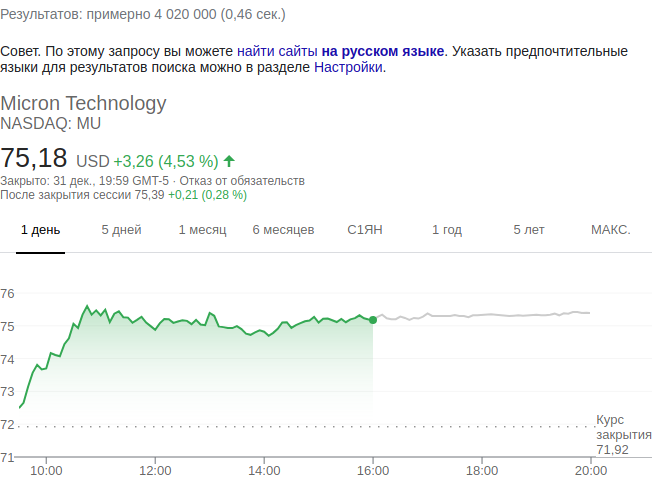 Результатов: примерно 4 020 000 (0,46 сек.)
Совет. По этому запросу вы можете найти сайты на русском языке. Указать предпочтительные
языки для результатов поиска можно в разделе Настройки.
Micron Technology
NASDAQ: MU
75,18 USD +3,26 (4,53 %)
Закрыто: 31 дек., 19:59 GMT-5 · Отказ от обязательств
После закрытия сессии 75,39 +0,21 (0,28 %)
1 день 5 дней 1 месяц 6 месяцев С1ЯН 1 год 5 лет МАКС.
76
75
74
73
72
Курс
закрытия
71,92
71
10:00 12:00 14:00 16:00 18:00 20:00